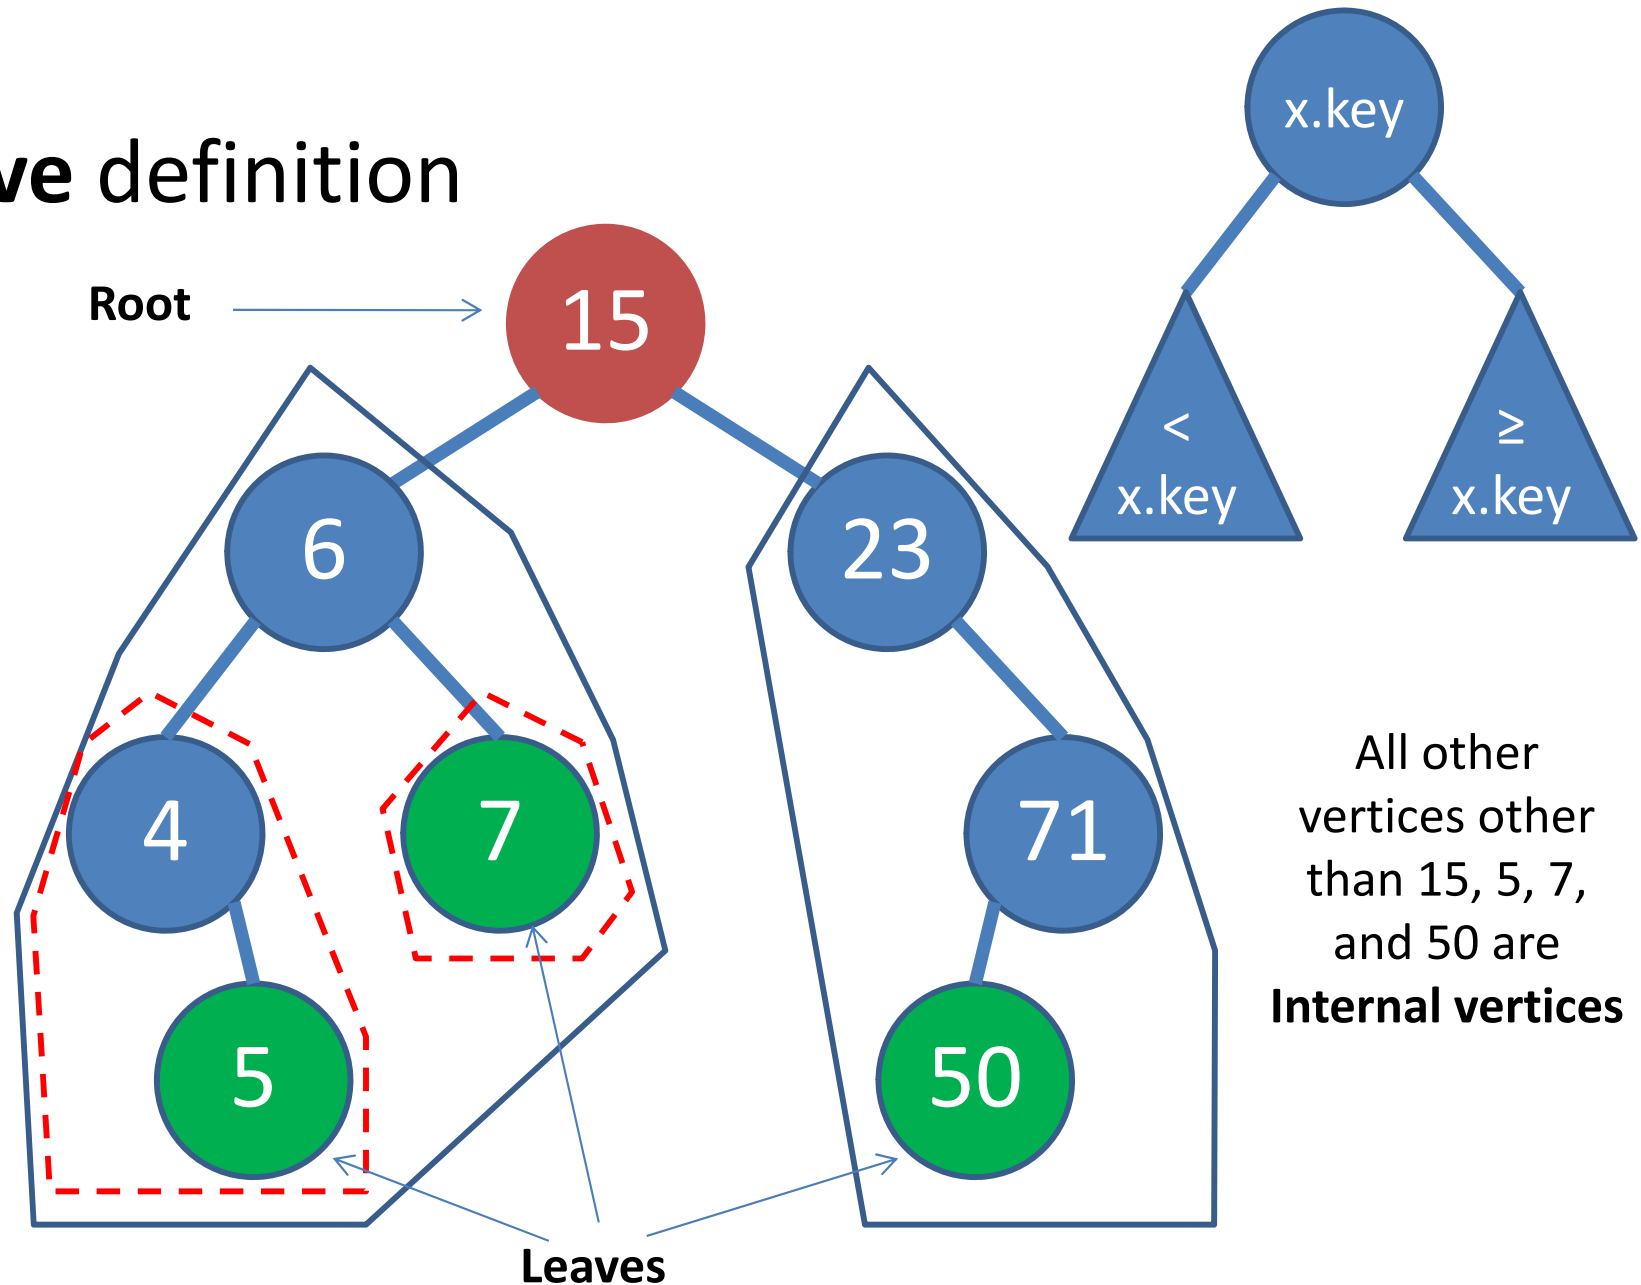 x.key
ve definition
Root
15
<
x.key
≥
x.key
6
23
4
7
71
All other
vertices other
than 15, 5, 7,
and 50 are
Internal vertices
5
50
Leaves